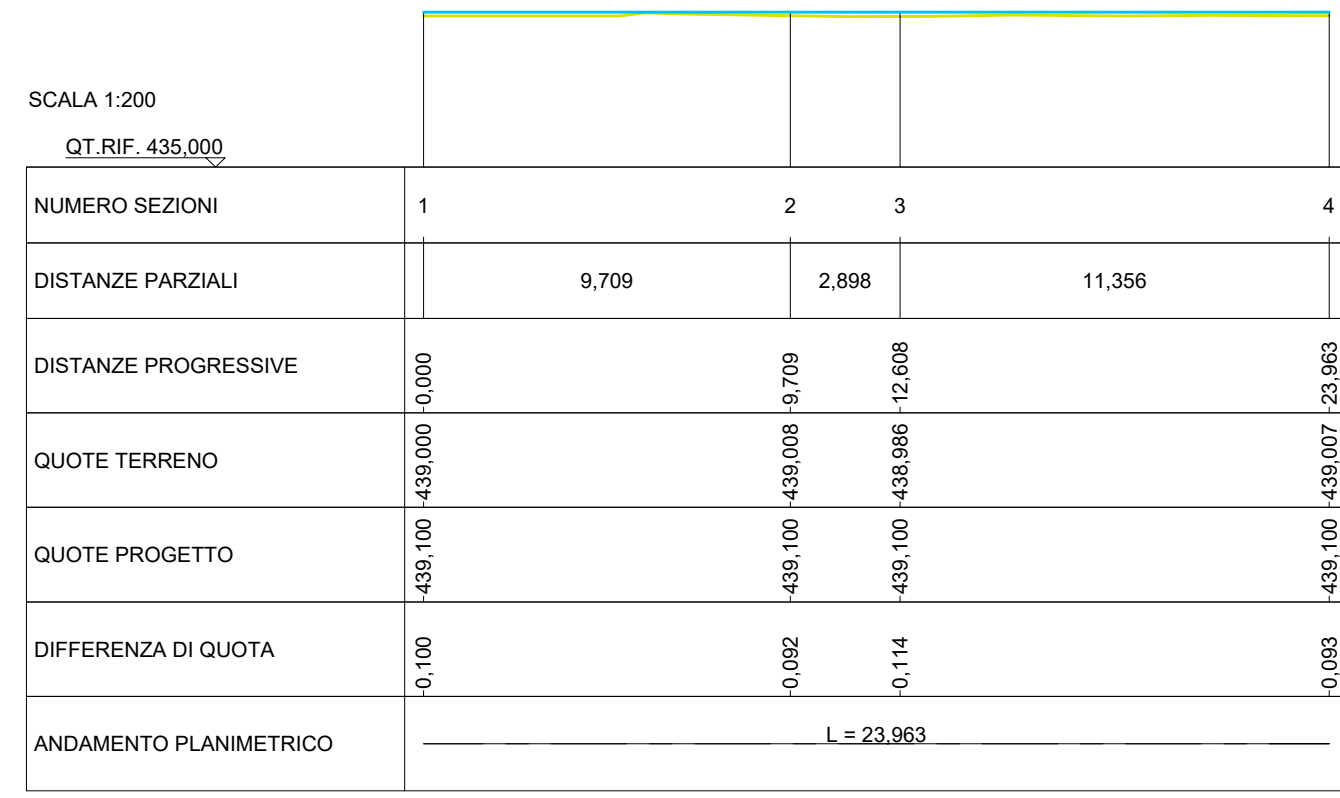 SCALA 1:200
QT.RIF. 435,000
NUMERO SEZIONI 1 2 3 4
DISTANZE PARZIALI 9,709 2,898 11,356
DISTANZE PROGRESSIVE 0,000 9,709 12,608 23,963
QUOTE TERRENO 439,000 439,008 438,986 439,007
QUOTE PROGETTO 439,100 439,100 439,100 439,100
DIFFERENZA DI QUOTA 0,100 0,092 0,114 0,093
ANDAMENTO PLANIMETRICO L = 23,963